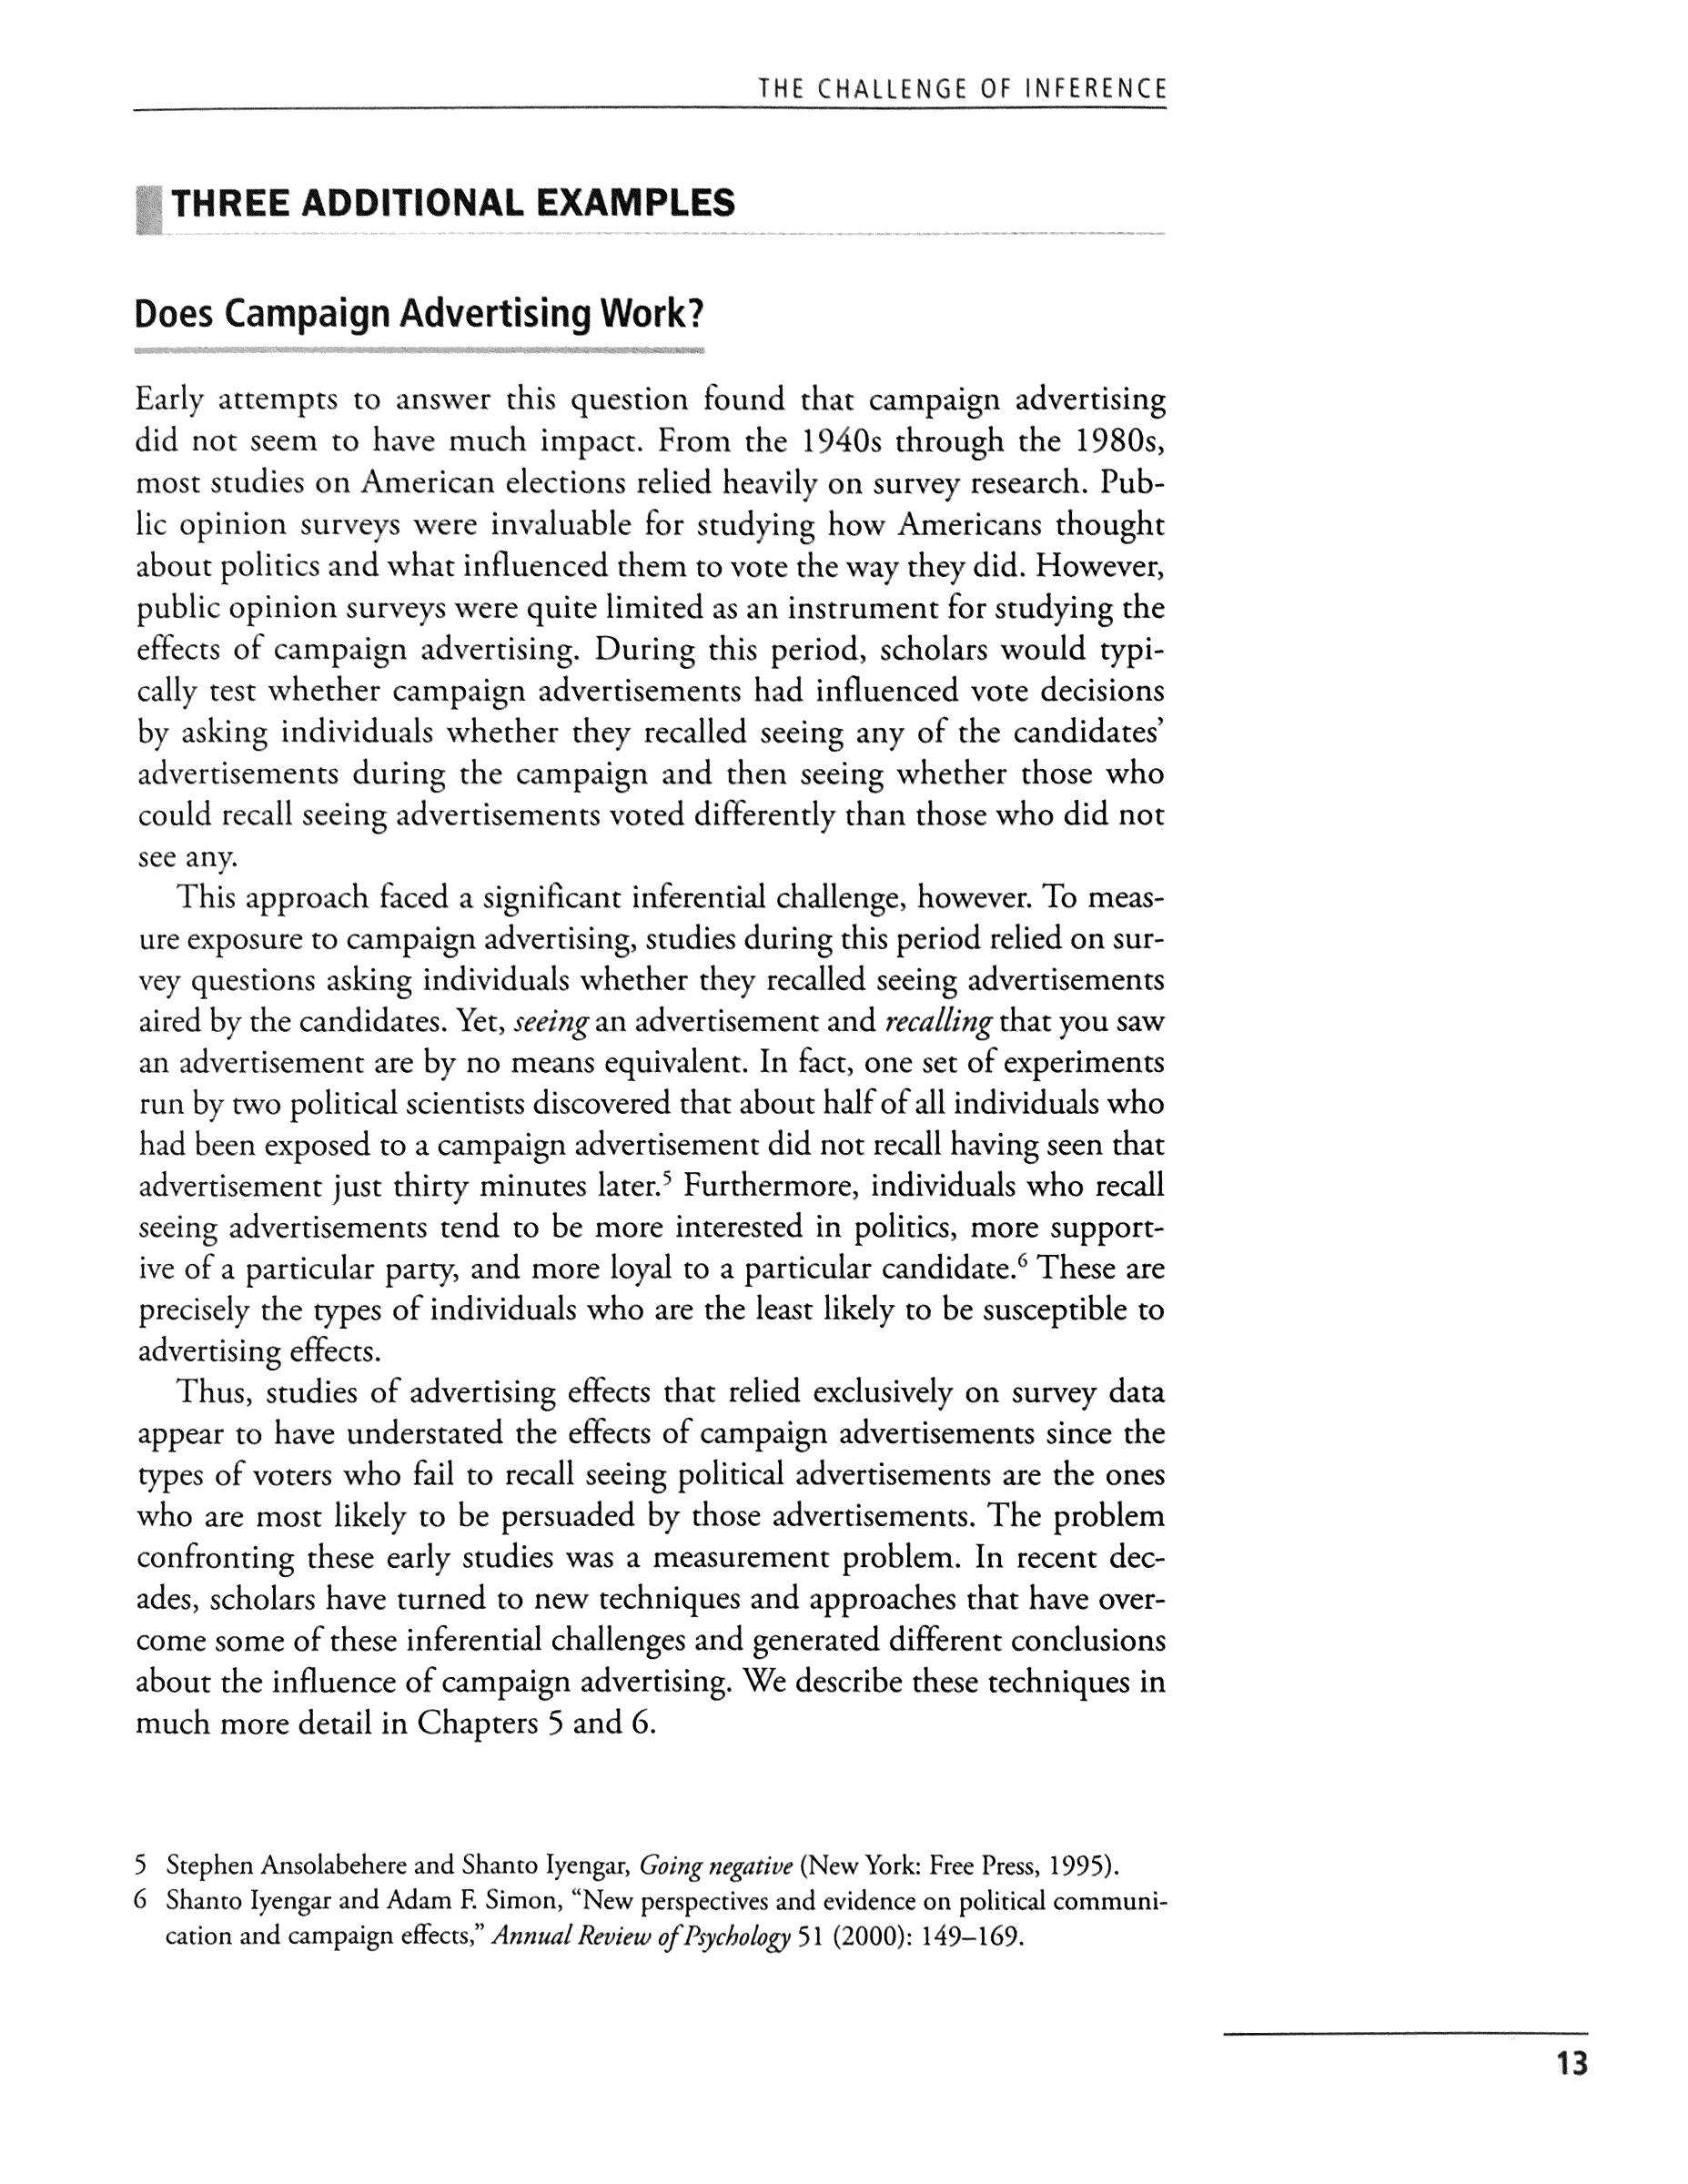 THE CHALLENGE OF INFERENCE
THREE ADDITIONAL EXAMPLES
Does Campaign Advertising Work?
Early attempts to answer this question found that campaign advertising
did not seem to have much impact. From the 1940s through the 1980s,
most studies on American elections relied heavily on survey research. Pub-
lic opinion surveys were invaluable for studying how Americans thought
about politics and what influenced them to vote the way they did. However,
public opinion surveys were quite limited as an instrument for studying the
effects of campaign advertising. During this period, scholars would typi-
cally test whether campaign advertisements had influenced vote decisions
by asking individuals whether they recalled seeing any of the candidates’
advertisements during the campaign and then seeing whether those who
could recall seeing advertisements voted differently than those who did not
see any.
This approach faced a significant inferential challenge, however. To meas-
ure exposure to campaign advertising, studies during this period relied on sur-
vey questions asking individuals whether they recalled seeing advertisements
aired by the candidates. Yet, seeing an advertisement and recalling that you saw
an advertisement are by no means equivalent. In fact, one set of experiments
run by two political scientists discovered that about half of all individuals who
had been exposed to a campaign advertisement did not recall having seen that
advertisement just thirty minutes later.5 Furthermore, individuals who recall
seeing advertisements tend to be more interested in politics, more support-
ive of a particular party, and more loyal to a particular candidate.6 These are
precisely the types of individuals who are the least likely to be susceptible to
advertising effects.
Thus, studies of advertising effects that relied exclusively on survey data
appear to have understated the effects of campaign advertisements since the
types of voters who fail to recall seeing political advertisements are the ones
who are most likely to be persuaded by those advertisements. The problem
confronting these early studies was a measurement problem. In recent dec-
ades, scholars have turned to new techniques and approaches that have over-
come some of these inferential challenges and generated different conclusions
about the influence of campaign advertising. We describe these techniques in
much more detail in Chapters 5 and 6.
5 Stephen Ansolabehere and Shanto Iyengar, Going negative (New York: Free Press, 1995).
6 Shanto Iyengar and Adam F. Simon, “New perspectives and evidence on political communi-
cation and campaign effects,” Annual Review of Psychology 51 (2000): 149–169.
13